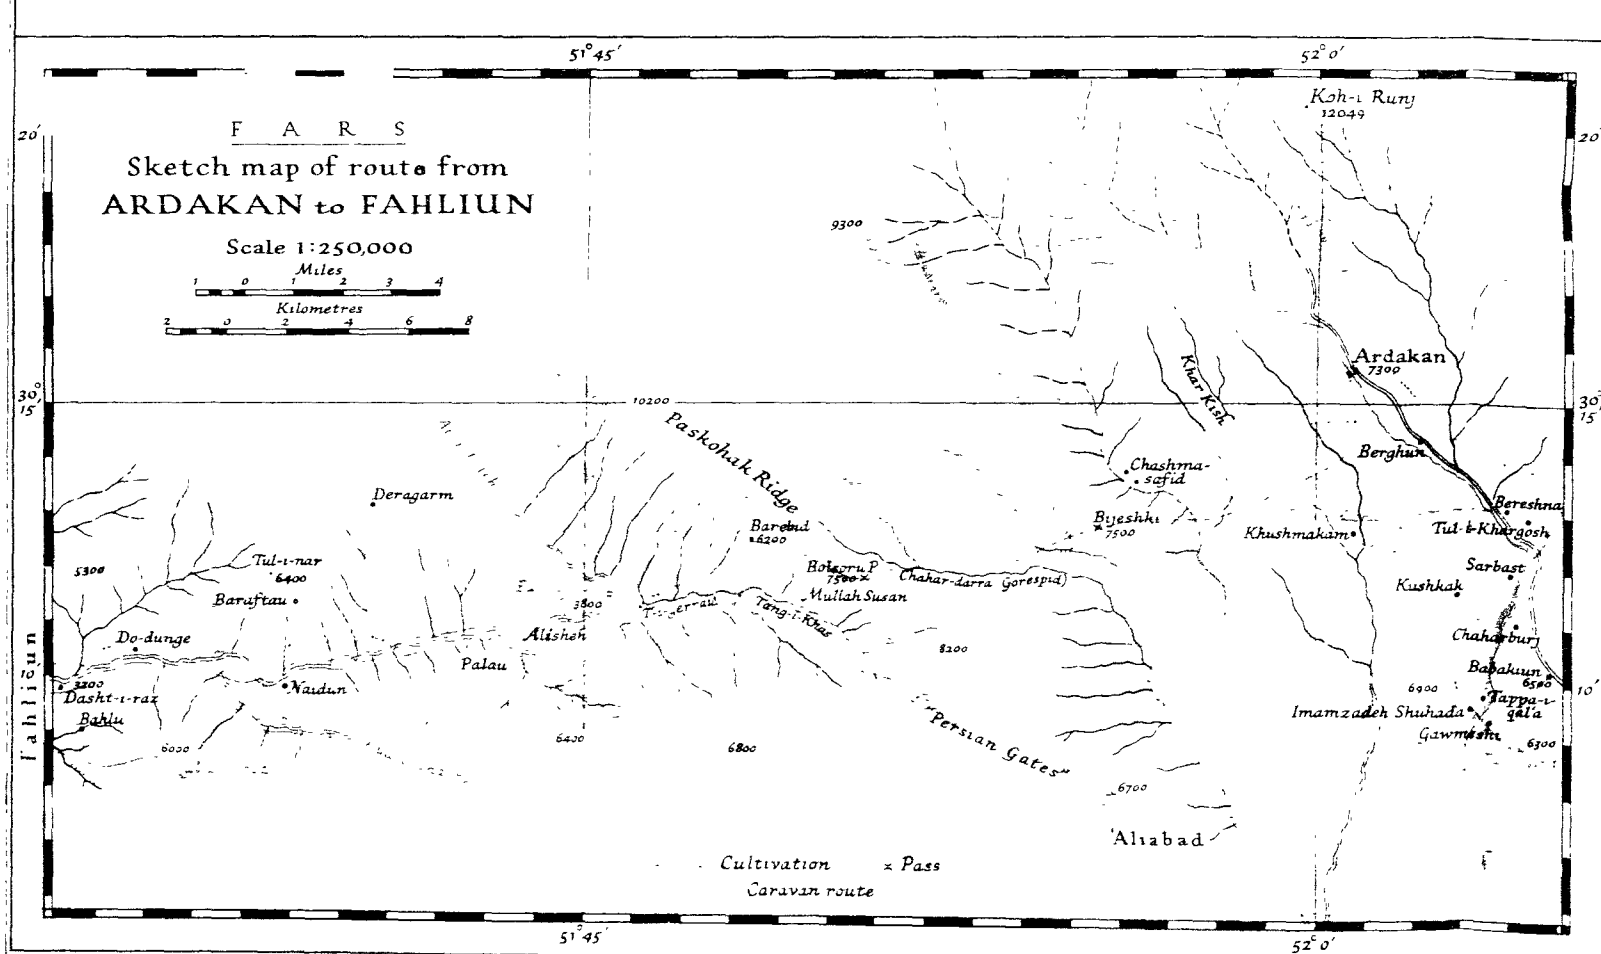 51°45′
52°0′
Koh-i Runj
12049
20′
20′
F A R S
Sketch map of route from
ARDAKAN to FAHLIUN
Scale 1:250,000
Miles
1 0 1 2 3 4
Kilometres
2 0 2 4 6 8
9300
Ardakan
7300
Khar Kish
30°
15′
10200
30°
15′
Paskohak Ridge
Berghun
Chashma-
safid
Deragarm
Bereshna
Barehd
6200
Bijeshki
7500
Tul-i-Khargosh
Khushmakam
Tul-i-nar
6400
5300
Bolsoru P
7500 x
Chahar-darra Gorespid)
Sarbast
Kushkak
Baraftau
Mullah Susan
3800
Tang-i-Khas
Alisheh
Do-dunge
Chaharburj
8200
Palau
Babakiun
6500
10′
10′
3200
Naidun
Dasht-i-raz
6900
Tappa-i-
qal'a
Imamzadeh Shuhada
Bahlu
Fahliun
"Persian Gates"
Gawmishi
6000
6400
6800
6300
6700
'Aliabad
Cultivation
x Pass
Caravan route
51°45′
52°0′